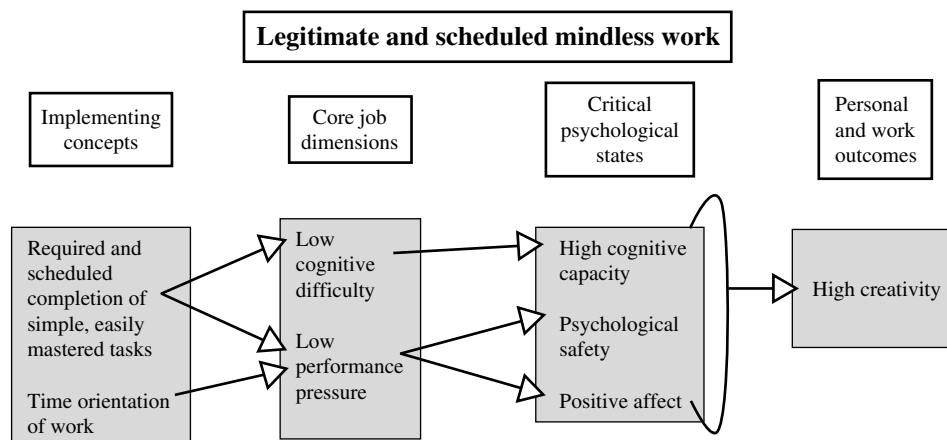 Legitimate and scheduled mindless work
Implementing
concepts
Core job
dimensions
Critical
psychological
states
Personal
and work
outcomes
Required and
scheduled
completion of
simple, easily
mastered tasks
Time orientation
of work
Low
cognitive
difficulty
Low
performance
pressure
High cognitive
capacity
Psychological
safety
Positive affect
High creativity